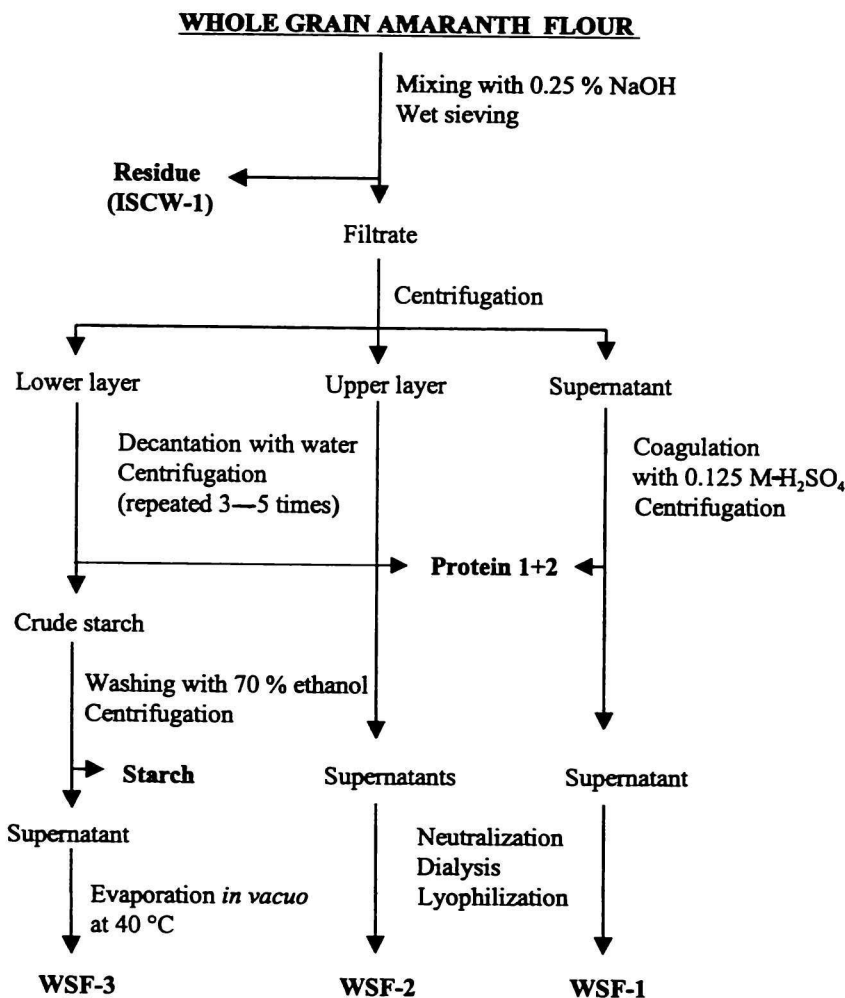 WHOLE GRAIN AMARANTH FLOUR
Mixing with 0.25 % NaOH
Wet sieving
Residue
(ISCW-1)
Filtrate
Centrifugation
Lower layer
Upper layer
Supernatant
Decantation with water
Centrifugation
(repeated 3—5 times)
Coagulation
with 0.125 M-H₂SO₄
Centrifugation
Protein 1+2
Crude starch
Washing with 70 % ethanol
Centrifugation
Starch
Supernatants
Supernatant
Supernatant
Neutralization
Dialysis
Lyophilization
Evaporation in vacuo
at 40 °C
WSF-3
WSF-2
WSF-1